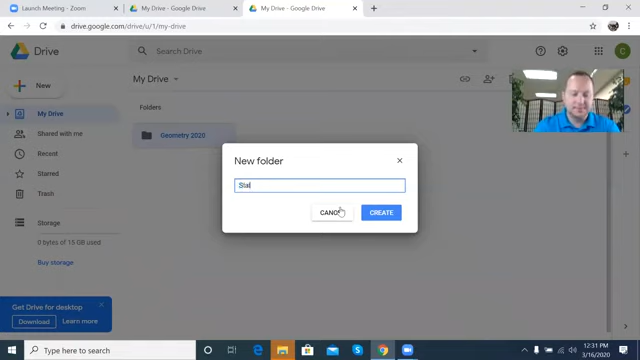 Launch Meeting - Zoom
My Drive - Google Drive
My Drive - Google Drive
drive.google.com/drive/u/1/my-drive
Drive
Search Drive
C
New
My Drive
My Drive
Folders
Shared with me
Geometry 2020
Recent
Starred
Trash
New folder
Stat
CANCEL
CREATE
Storage
0 bytes of 15 GB used
Buy storage
Get Drive for desktop
Download
Learn more
Type here to search
12:31 PM
3/16/2020